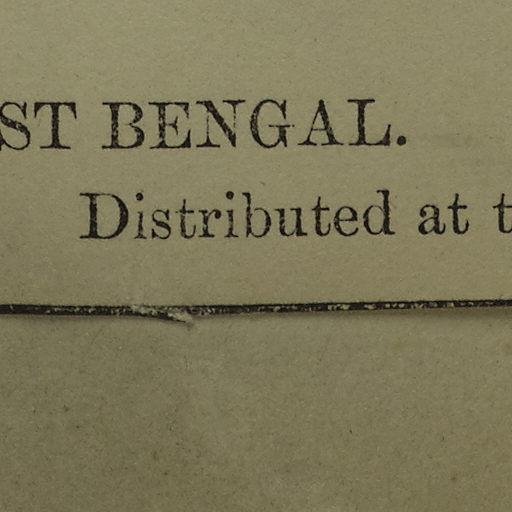 ST BENGAL.
Distributed at t